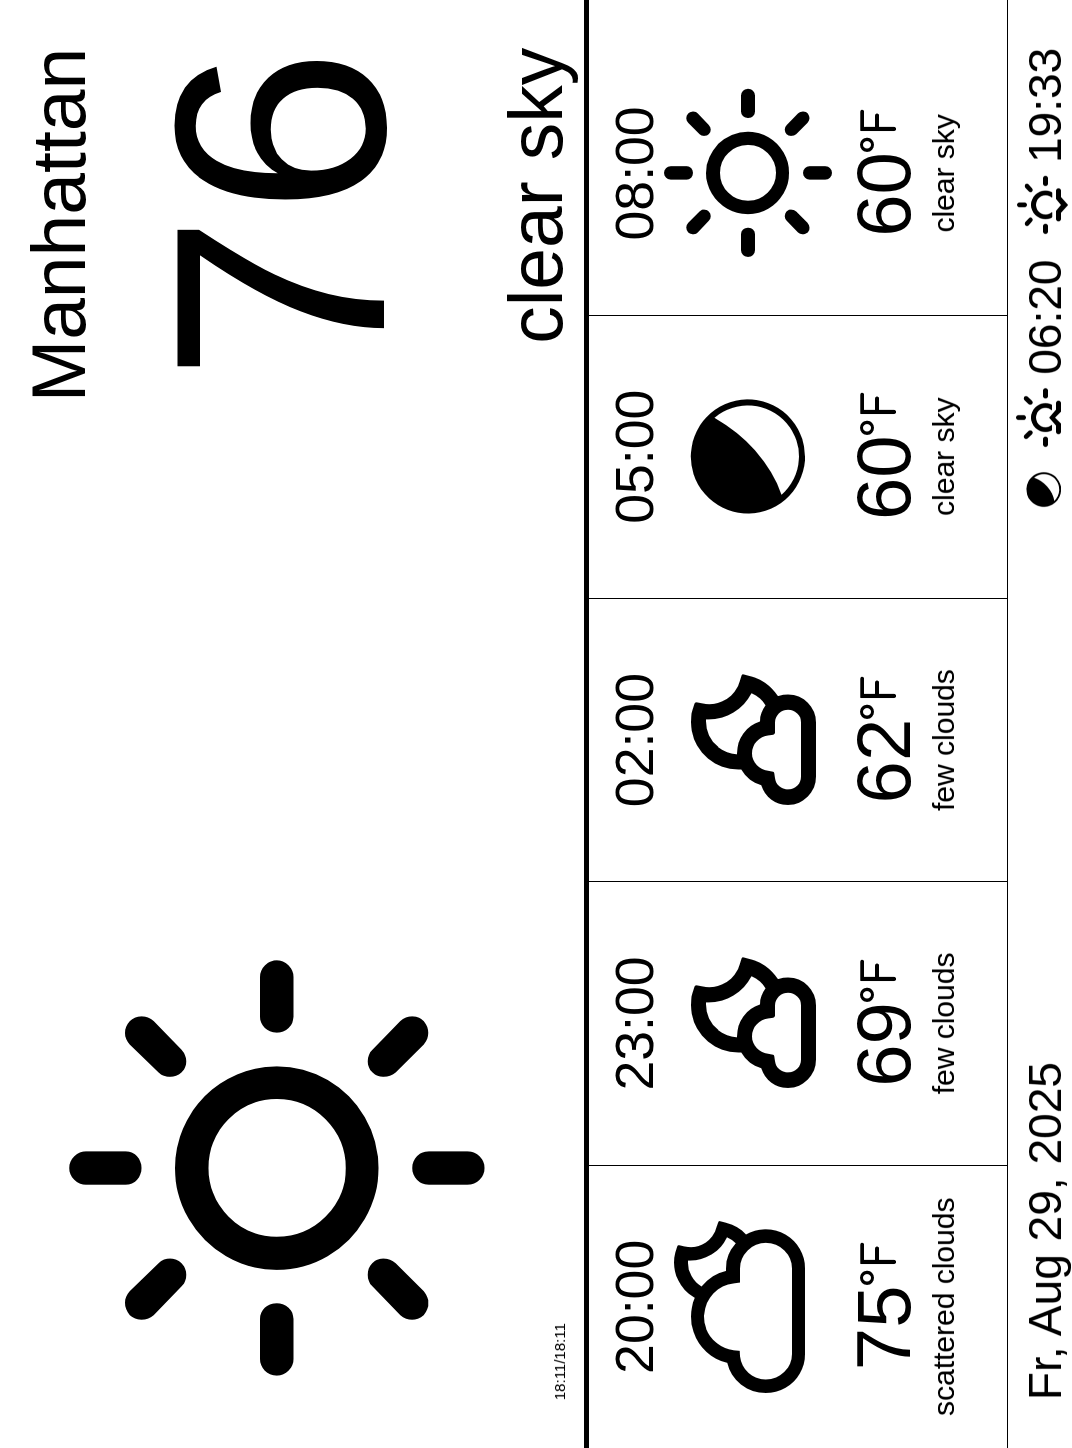 Manhattan
76
clear sky
18:11/18:11
20:00
75°F
scattered clouds
23:00
69°F
few clouds
02:00
62°F
few clouds
05:00
60°F
clear sky
08:00
60°F
clear sky
Fr, Aug 29, 2025
06:20
19:33